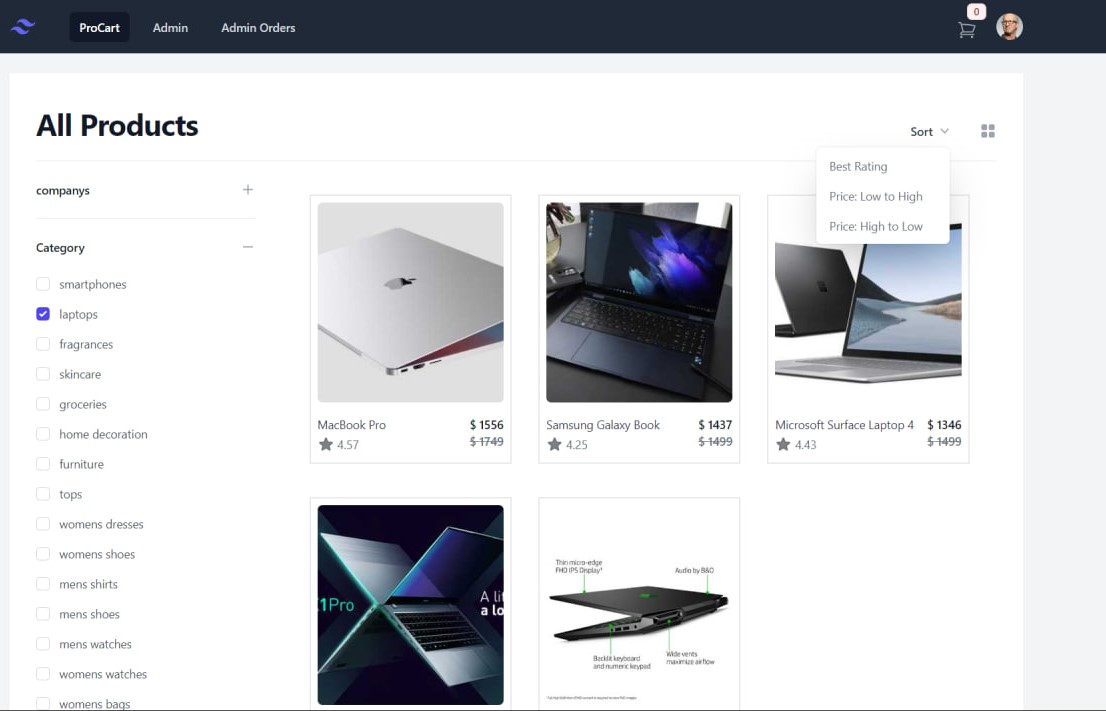 ProCart Admin Admin Orders 0
All Products
Sort
Best Rating
Price: Low to High
Price: High to Low
companys
Category
smartphones
laptops
fragrances
skincare
groceries
home decoration
furniture
tops
womens dresses
womens shoes
mens shirts
mens shoes
mens watches
womens watches
womens bags
MacBook Pro $ 1556
4.57 $ 1749
Samsung Galaxy Book $ 1437
4.25 $ 1499
Microsoft Surface Laptop 4 $ 1346
4.43 $ 1499
1Pro
A lit
a lo
Thin micro-edge
FHD IPS Display¹
Audio by B&O
Backlit keyboard
and numeric keypad
Wide vents
maximize airflow